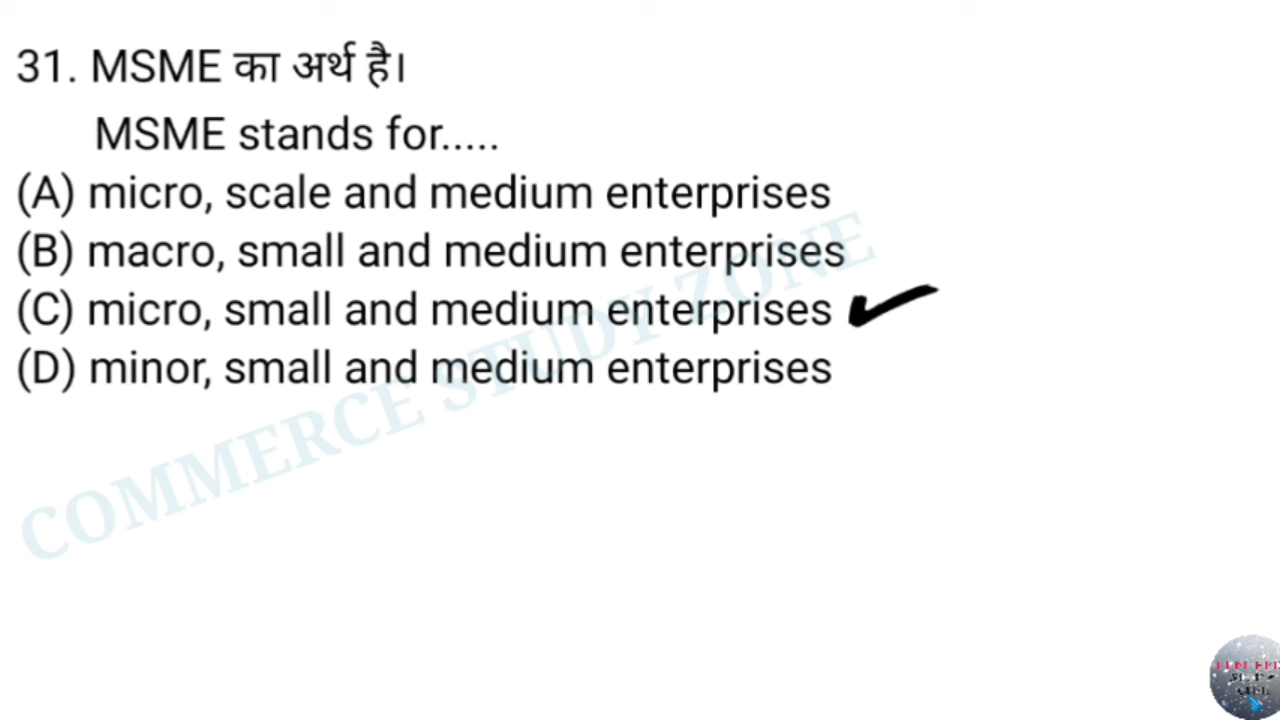 31. MSME का अर्थ है।
MSME stands for.....
(A) micro, scale and medium enterprises
(B) macro, small and medium enterprises
(C) micro, small and medium enterprises
(D) minor, small and medium enterprises
COMMERCE STUDY ZONE